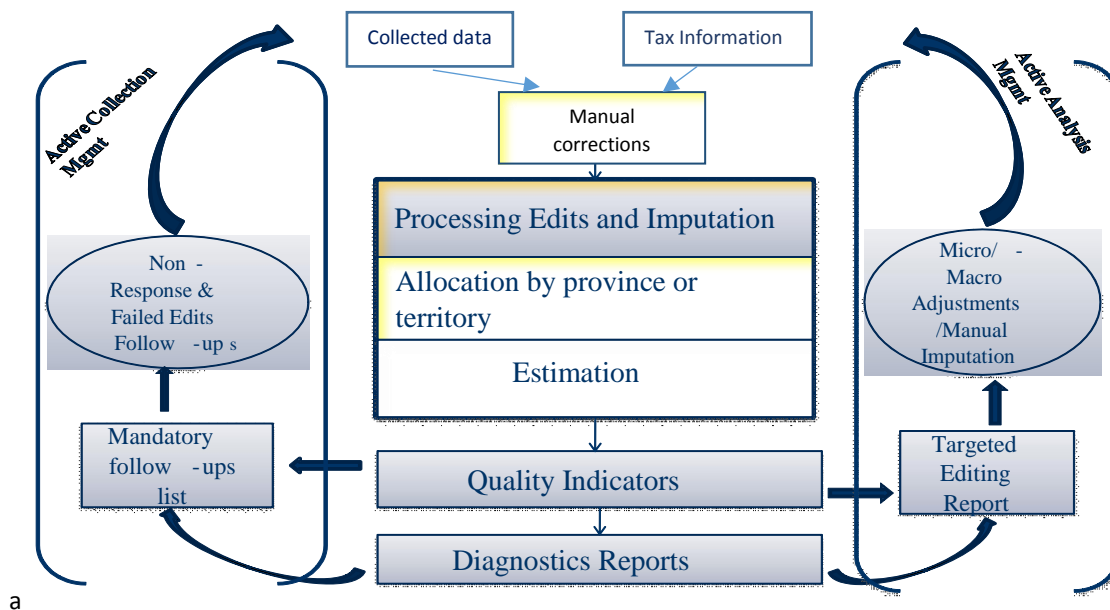 Collected data
Tax Information
Manual
corrections
Active Collection
Mgmt
Active Analysis
Mgmt
Processing Edits and Imputation
Allocation by province or
territory
Estimation
Non -
Response &
Failed Edits
Follow -up s
Micro/ -
Macro
Adjustments
/Manual
Imputation
Mandatory
follow -ups
list
Quality Indicators
Targeted
Editing
Report
Diagnostics Reports
a